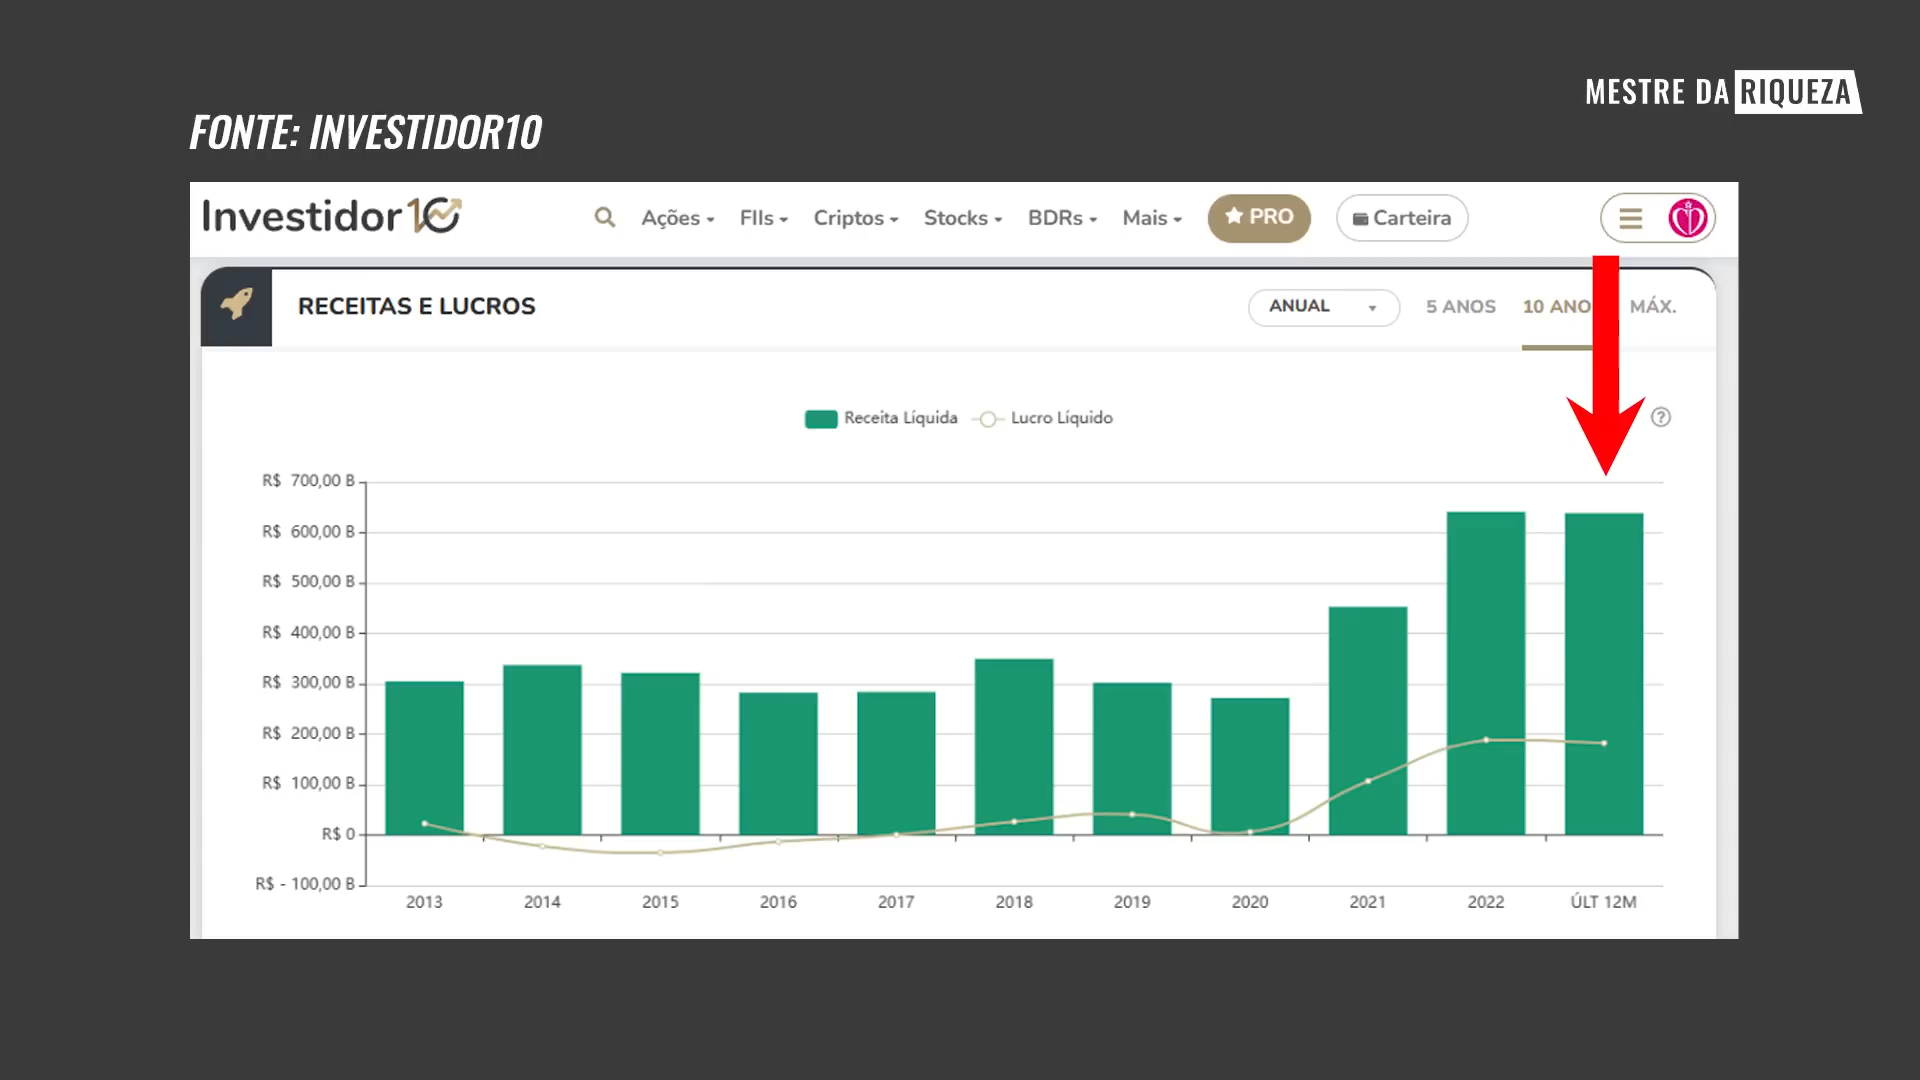 MESTRE DA RIQUEZA
FONTE: INVESTIDOR10
Investidor10
Ações
FIIs
Criptos
Stocks
BDRs
Mais
PRO
Carteira
RECEITAS E LUCROS
ANUAL
5 ANOS
10 ANO
MÁX.
Receita Líquida
Lucro Líquido
?
R$ 700,00 B
R$ 600,00 B
R$ 500,00 B
R$ 400,00 B
R$ 300,00 B
R$ 200,00 B
R$ 100,00 B
R$ 0
R$ - 100,00 B
2013
2014
2015
2016
2017
2018
2019
2020
2021
2022
ÚLT 12M